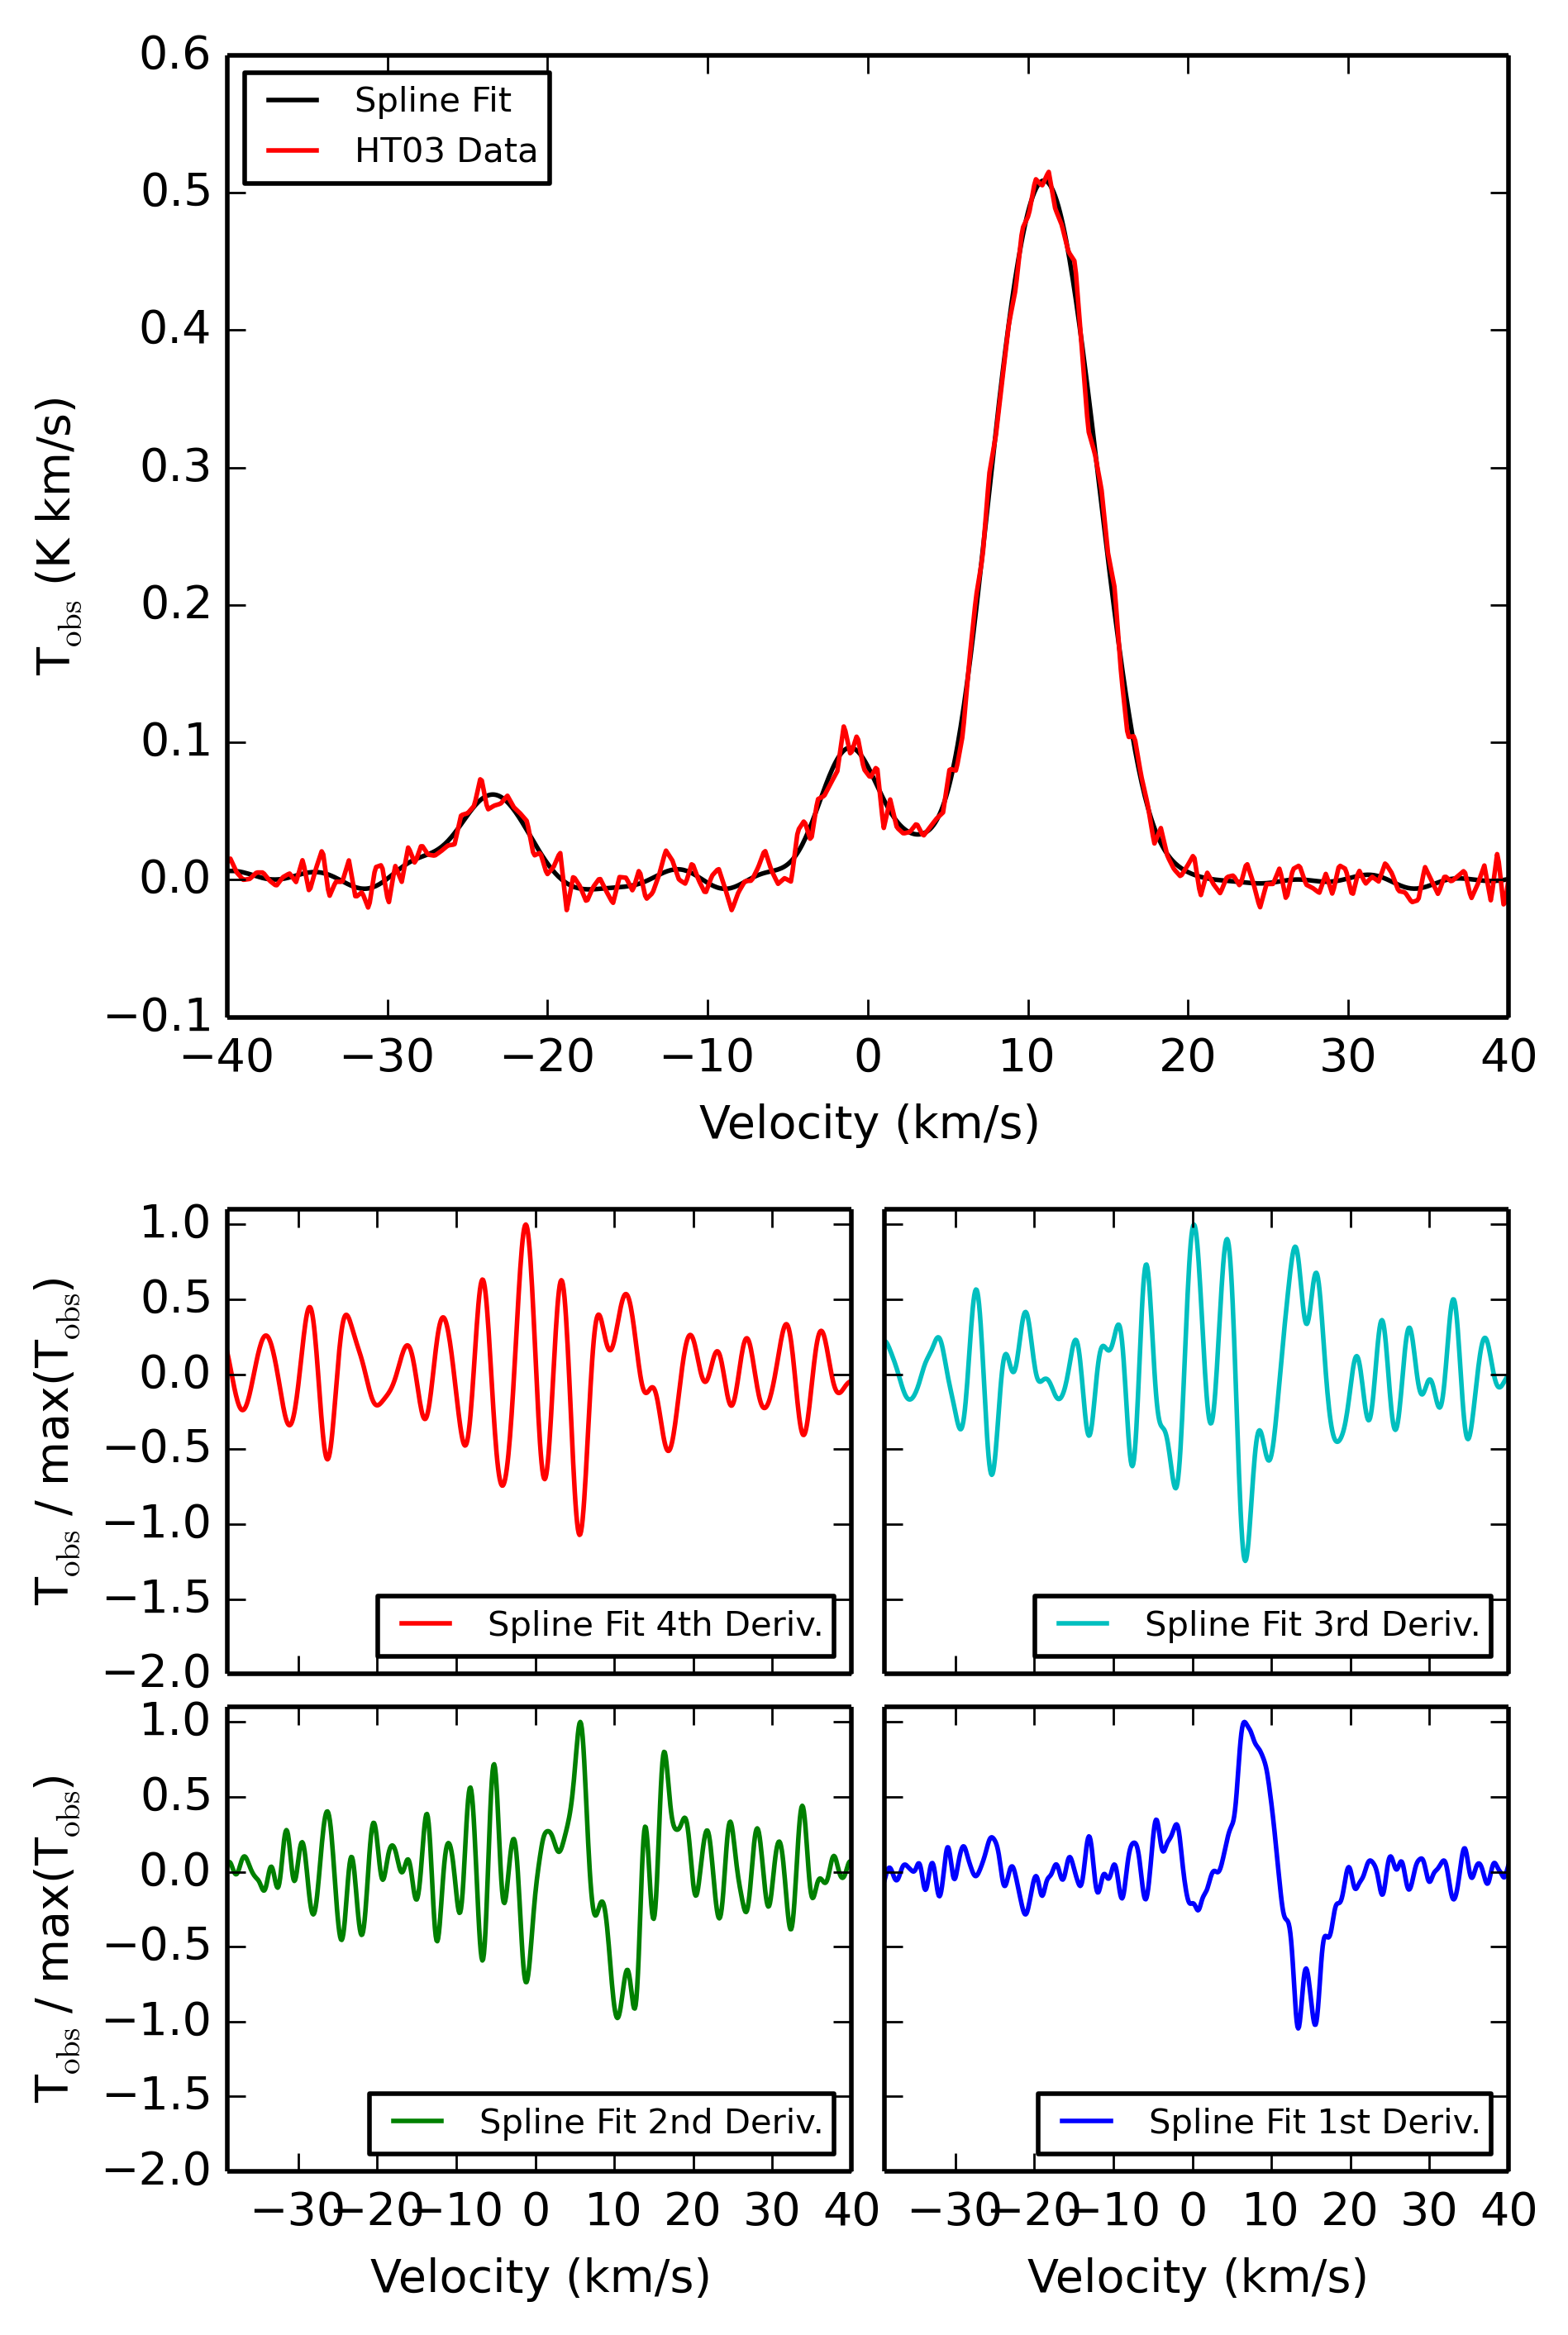 0.6
0.5
0.4
0.3
0.2
0.1
0.0
−0.1
T_obs (K km/s)
Spline Fit
HT03 Data
−40 −30 −20 −10 0 10 20 30 40
Velocity (km/s)
1.0
0.5
0.0
−0.5
−1.0
−1.5
−2.0
T_obs / max(T_obs)
Spline Fit 4th Deriv.
Spline Fit 3rd Deriv.
1.0
0.5
0.0
−0.5
−1.0
−1.5
−2.0
T_obs / max(T_obs)
Spline Fit 2nd Deriv.
Spline Fit 1st Deriv.
−30 −20 −10 0 10 20 30 40
−30 −20 −10 0 10 20 30 40
Velocity (km/s)
Velocity (km/s)